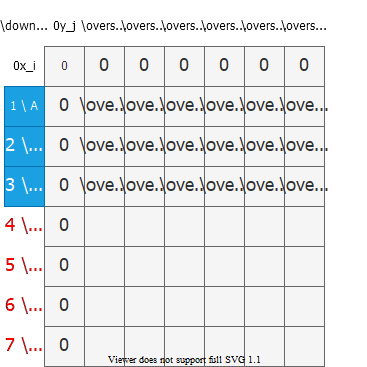 \down... 0y_j \overs... \overs... \overs... \overs... \overs... \overs...
0x_i 0 0 0 0 0 0 0
1 \ A 0 \ove... \ove... \ove... \ove... \ove... \ove...
2 \... 0 \ove... \ove... \ove... \ove... \ove... \ove...
3 \... 0 \ove... \ove... \ove... \ove... \ove... \ove...
4 \... 0
5 \... 0
6 \... 0
7 \... 0
Viewer does not support full SVG 1.1